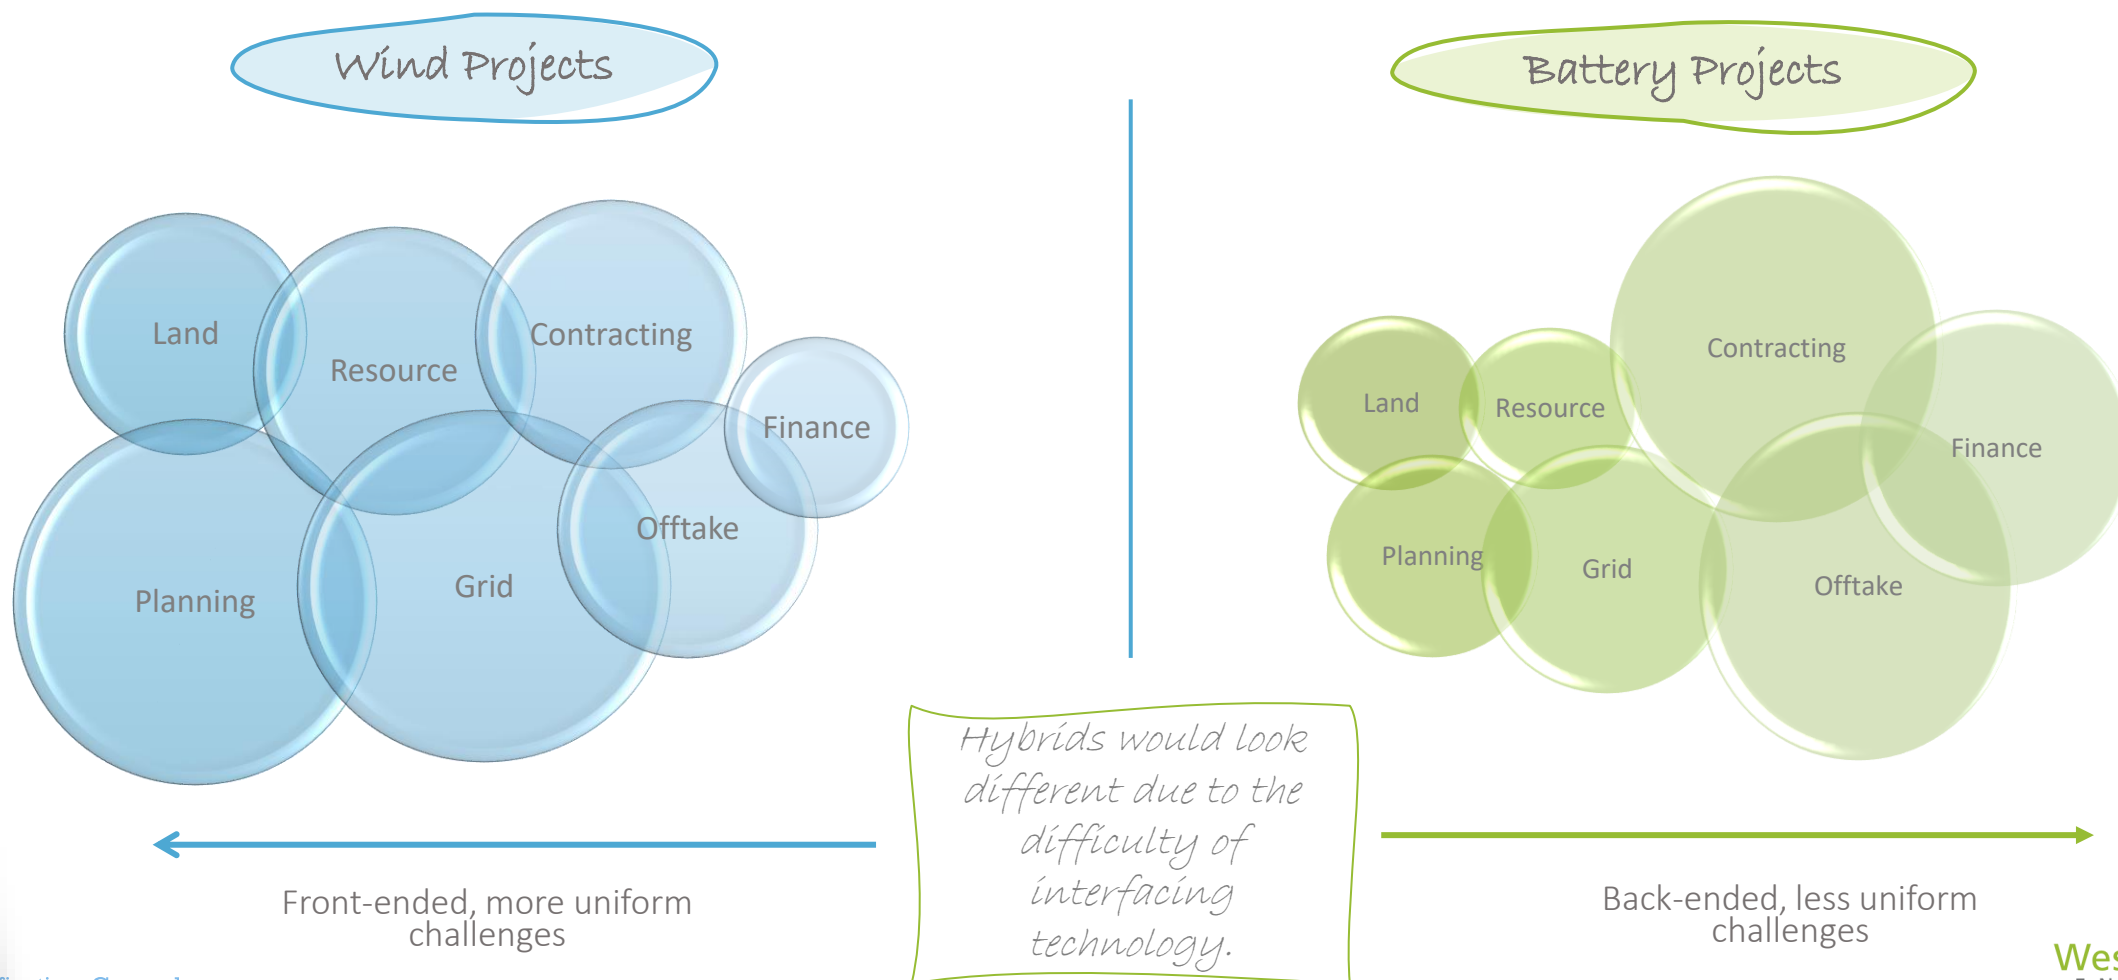 Wind Projects
Battery Projects
Land
Resource
Contracting
Finance
Planning
Grid
Offtake
Land
Resource
Contracting
Finance
Planning
Grid
Offtake
Hybrids would look
different due to the
difficulty of
interfacing
technology.
Front-ended, more uniform
challenges
Back-ended, less uniform
challenges
Wes